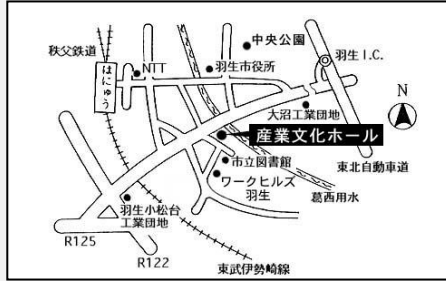 秩父鉄道
中央公園
羽生I.C.
はにゅう
NTT
羽生市役所
N
大沼工業団地
産業文化ホール
市立図書館
東北自動車道
ワークヒルズ
羽生
葛西用水
羽生小松台
工業団地
R125
R122
東武伊勢崎線